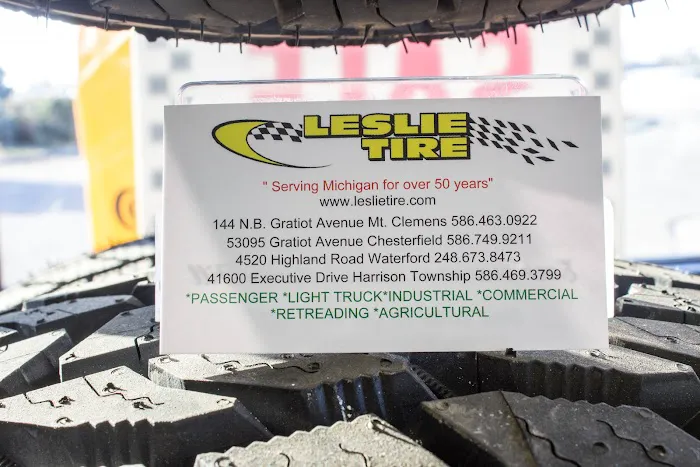 LESLIE
TIRE
" Serving Michigan for over 50 years"
www.leslietire.com
144 N.B. Gratiot Avenue Mt. Clemens 586.463.0922
53095 Gratiot Avenue Chesterfield 586.749.9211
4520 Highland Road Waterford 248.673.8473
41600 Executive Drive Harrison Township 586.469.3799
*PASSENGER *LIGHT TRUCK*INDUSTRIAL *COMMERCIAL
*RETREADING *AGRICULTURAL